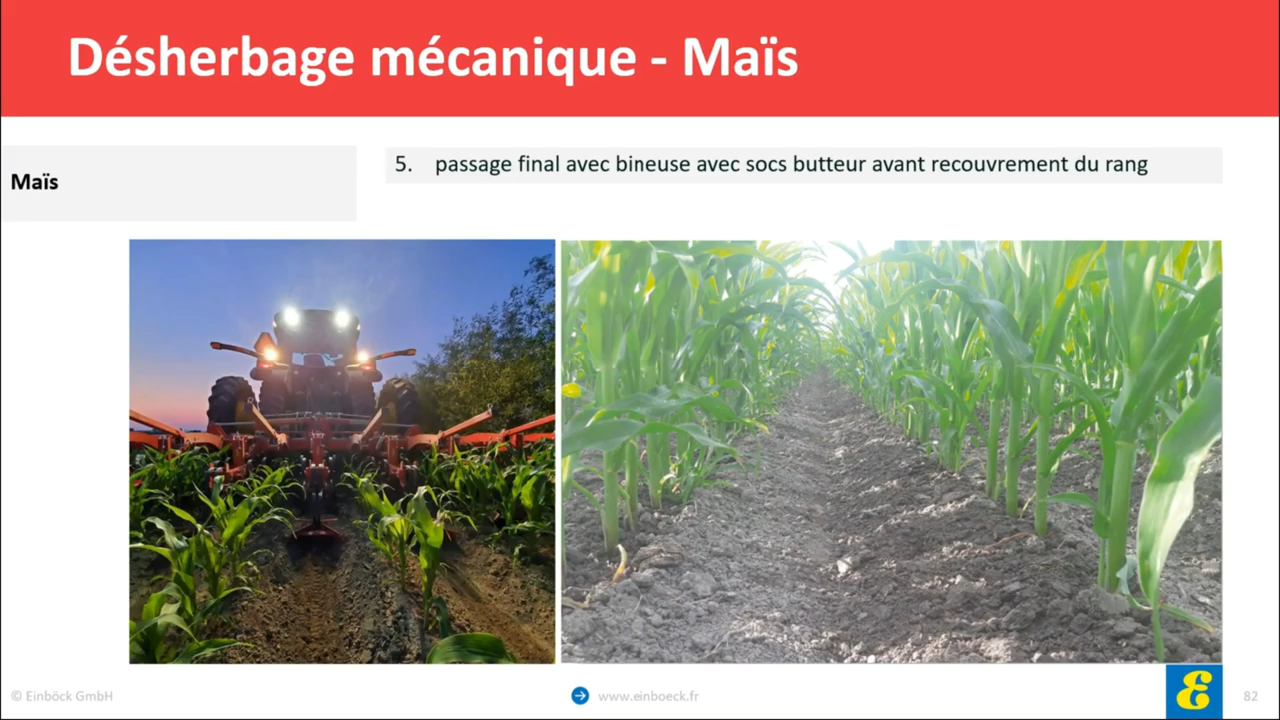 Désherbage mécanique - Maïs
Maïs
5. passage final avec bineuse avec socs butteur avant recouvrement du rang
© Einböck GmbH
www.einboeck.fr
E
82